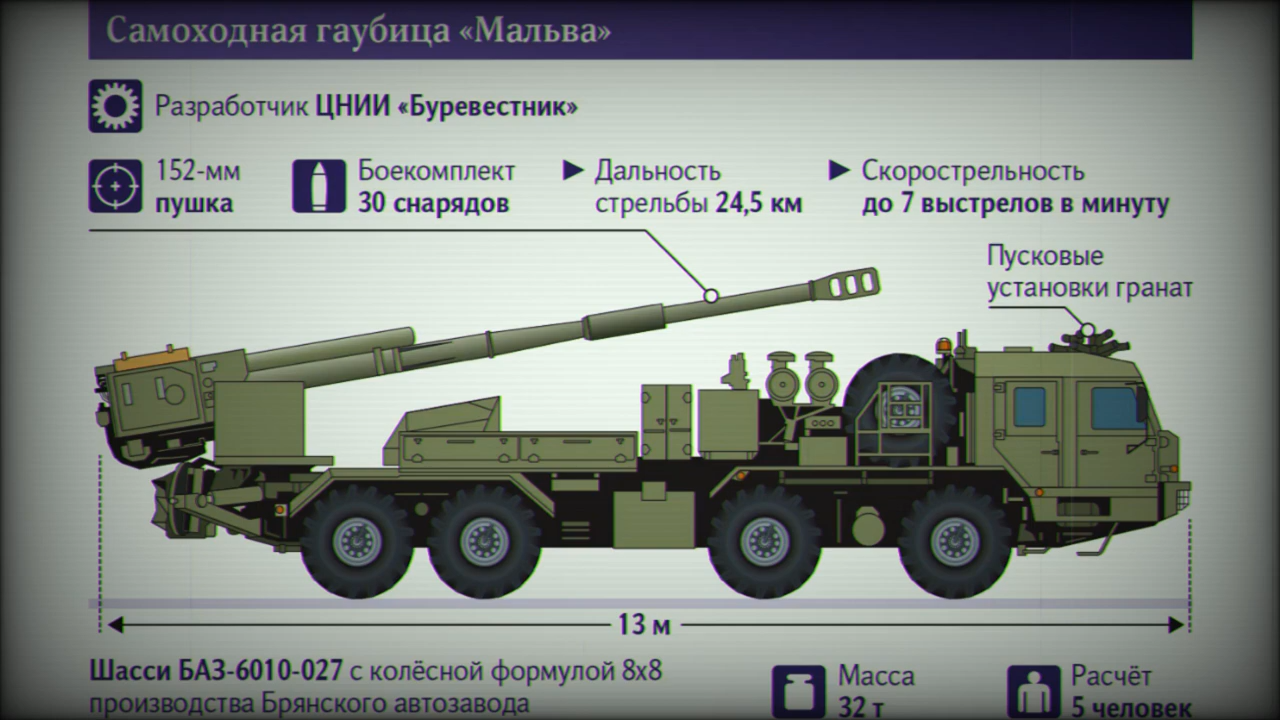 Самоходная гаубица «Мальва»
Разработчик ЦНИИ «Буревестник»
152-мм
пушка
Боекомплект
30 снарядов
Дальность
стрельбы 24,5 км
Скорострельность
до 7 выстрелов в минуту
Пусковые
установки гранат
13 м
Шасси БАЗ-6010-027 с колёсной формулой 8х8
производства Брянского автозавода
Масса
32 т
Расчёт
5 человек